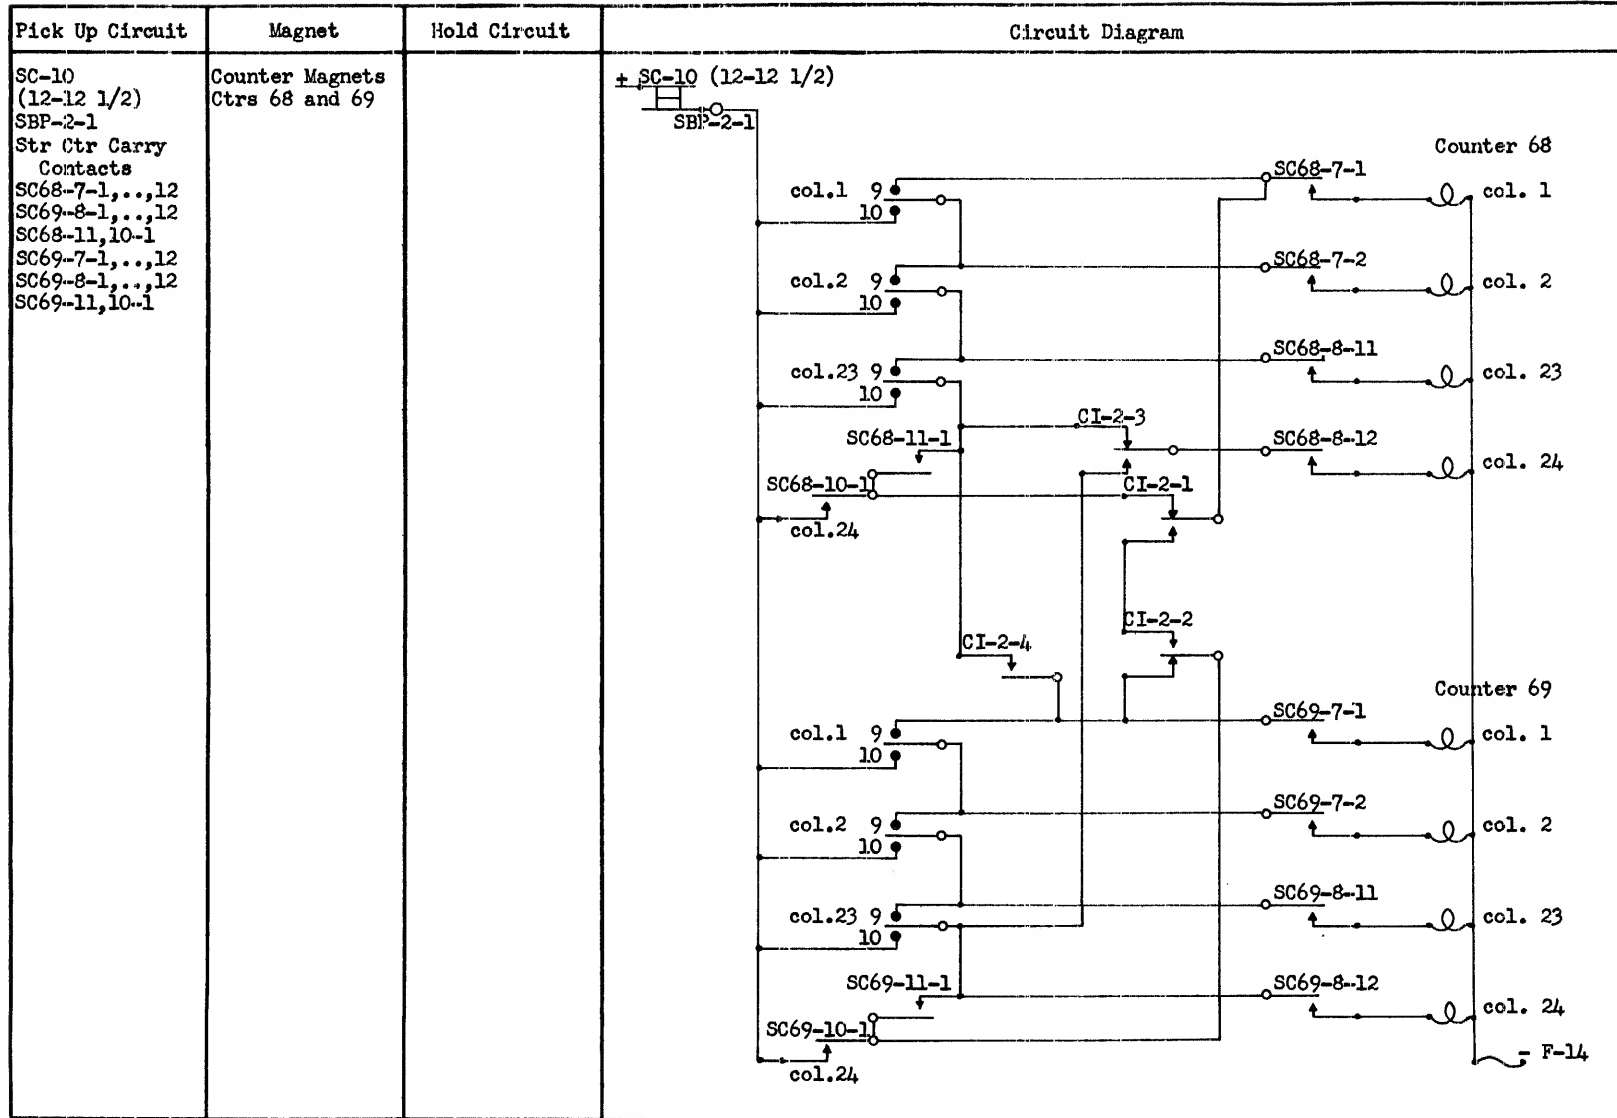 Pick Up Circuit
Magnet
Hold Circuit
Circuit Diagram
SC-10
(12-12 1/2)
SBP-2-1
Str Ctr Carry
Contacts
SC68-7-1,..,12
SC69-8-1,..,12
SC68-11,10-1
SC69-7-1,..,12
SC69-8-1,..,12
SC69-11,10-1
Counter Magnets
Ctrs 68 and 69
+ SC-10 (12-12 1/2)
SBP-2-1
Counter 68
col.1 9
10
SC68-7-1
col. 1
col.2 9
10
SC68-7-2
col. 2
col.23 9
10
SC68-8-11
col. 23
CI-2-3
SC68-11-1
SC68-8-12
col. 24
SC68-10-1
CI-2-1
col.24
CI-2-2
CI-2-4
Counter 69
col.1 9
10
SC69-7-1
col. 1
col.2 9
10
SC69-7-2
col. 2
col.23 9
10
SC69-8-11
col. 23
SC69-11-1
SC69-8-12
col. 24
SC69-10-1
col.24
- F-14